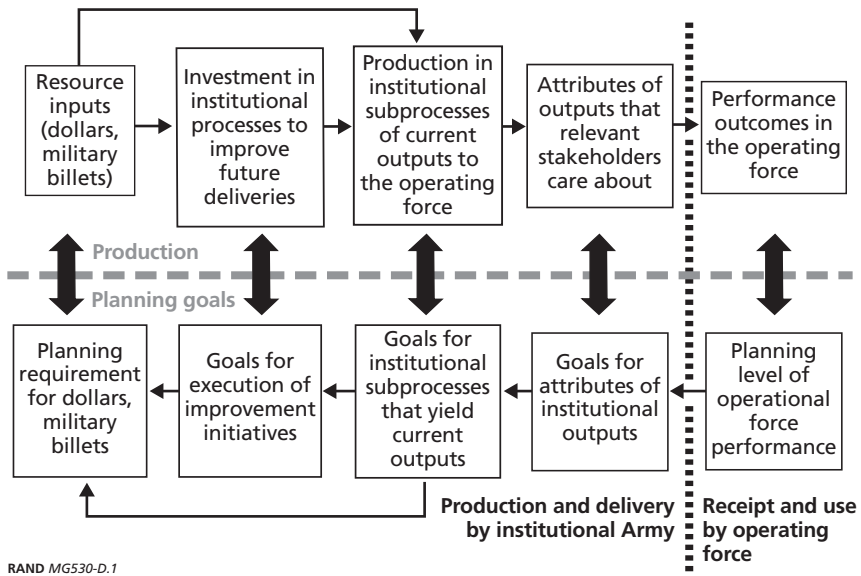 Resource
inputs
(dollars,
military
billets)
Investment in
institutional
processes to
improve
future
deliveries
Production in
institutional
subprocesses
of current
outputs to
the operating
force
Attributes of
outputs that
relevant
stakeholders
care about
Performance
outcomes in
the operating
force
Production
Planning goals
Planning
requirement
for dollars,
military
billets
Goals for
execution of
improvement
initiatives
Goals for
institutional
subprocesses
that yield
current
outputs
Goals for
attributes of
institutional
outputs
Planning
level of
operational
force
performance
Production and delivery
by institutional Army
Receipt and use
by operating
force
RAND MG530-D.1